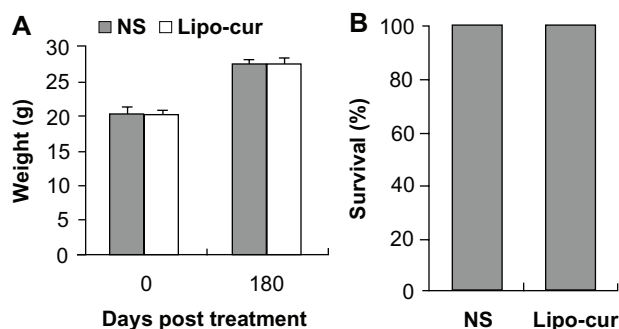 A
NS Lipo-cur
30
25
20
15
10
5
0
Weight (g)
0 180
Days post treatment
B
100
80
60
40
20
0
Survival (%)
NS Lipo-cur